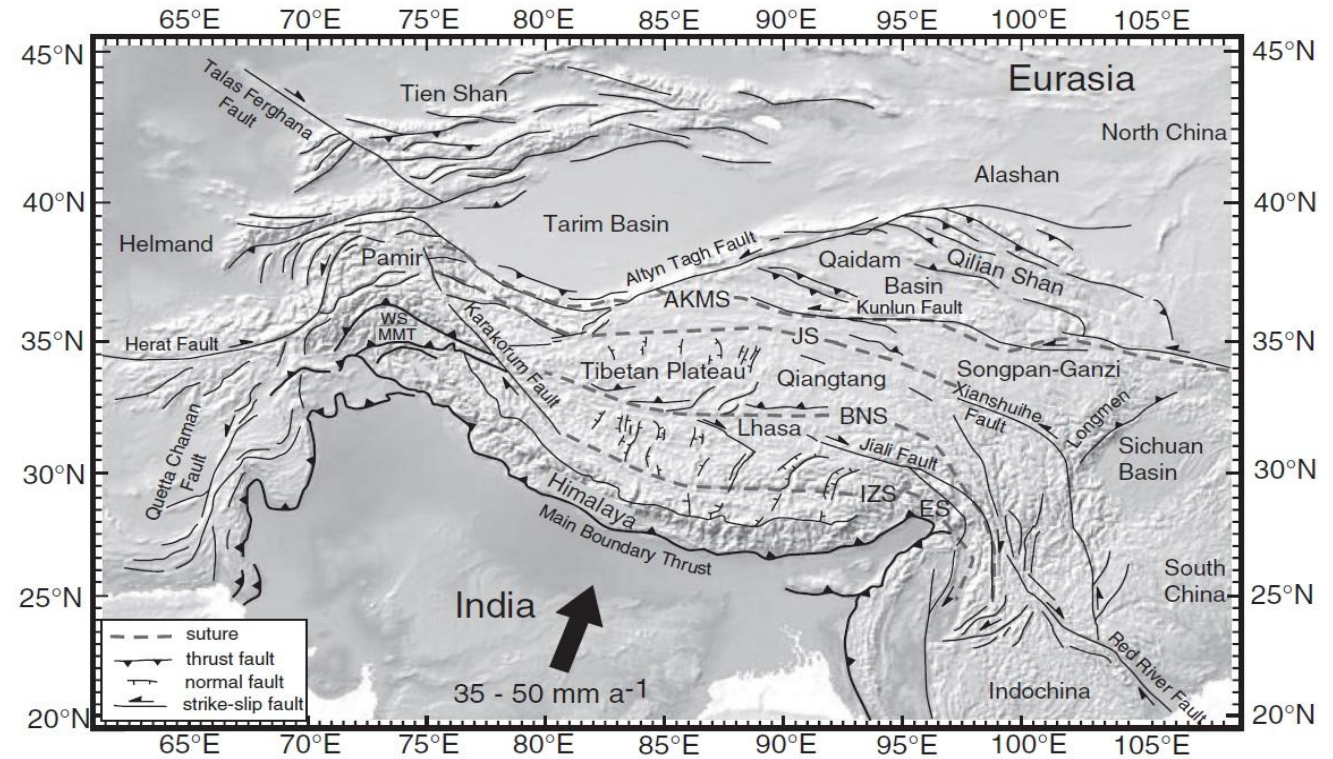 65°E 70°E 75°E 80°E 85°E 90°E 95°E 100°E 105°E
45°N
45°N
Eurasia
Talas Ferghana
Fault
Tien Shan
North China
Alashan
40°N
40°N
Helmand
Tarim Basin
Pamir
Altyn Tagh Fault
Qaidam
Basin
Qilian Shan
AKMS
Kunlun Fault
WS
MMT
Karakorum Fault
Herat Fault
35°N
35°N
JS
Tibetan Plateau
Qiangtang
Songpan-Ganzi
Xianshuihe
Fault
Longmen
BNS
Lhasa
Jiali Fault
Sichuan
Basin
Quetta Chaman
Fault
30°N
30°N
Himalaya
IZS
ES
Main Boundary Thrust
India
South
China
25°N
25°N
suture
thrust fault
normal fault
strike-slip fault
35 - 50 mm a-1
Indochina
Red River Fault
20°N
20°N
65°E 70°E 75°E 80°E 85°E 90°E 95°E 100°E 105°E